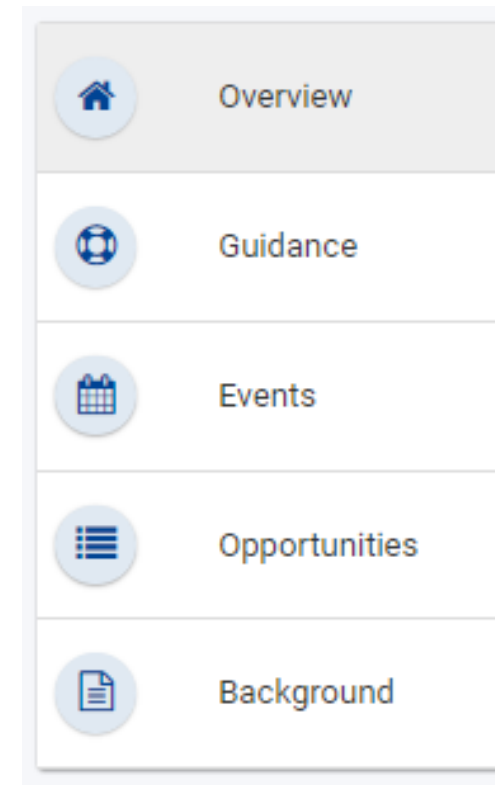 Overview
Guidance
Events
Opportunities
Background